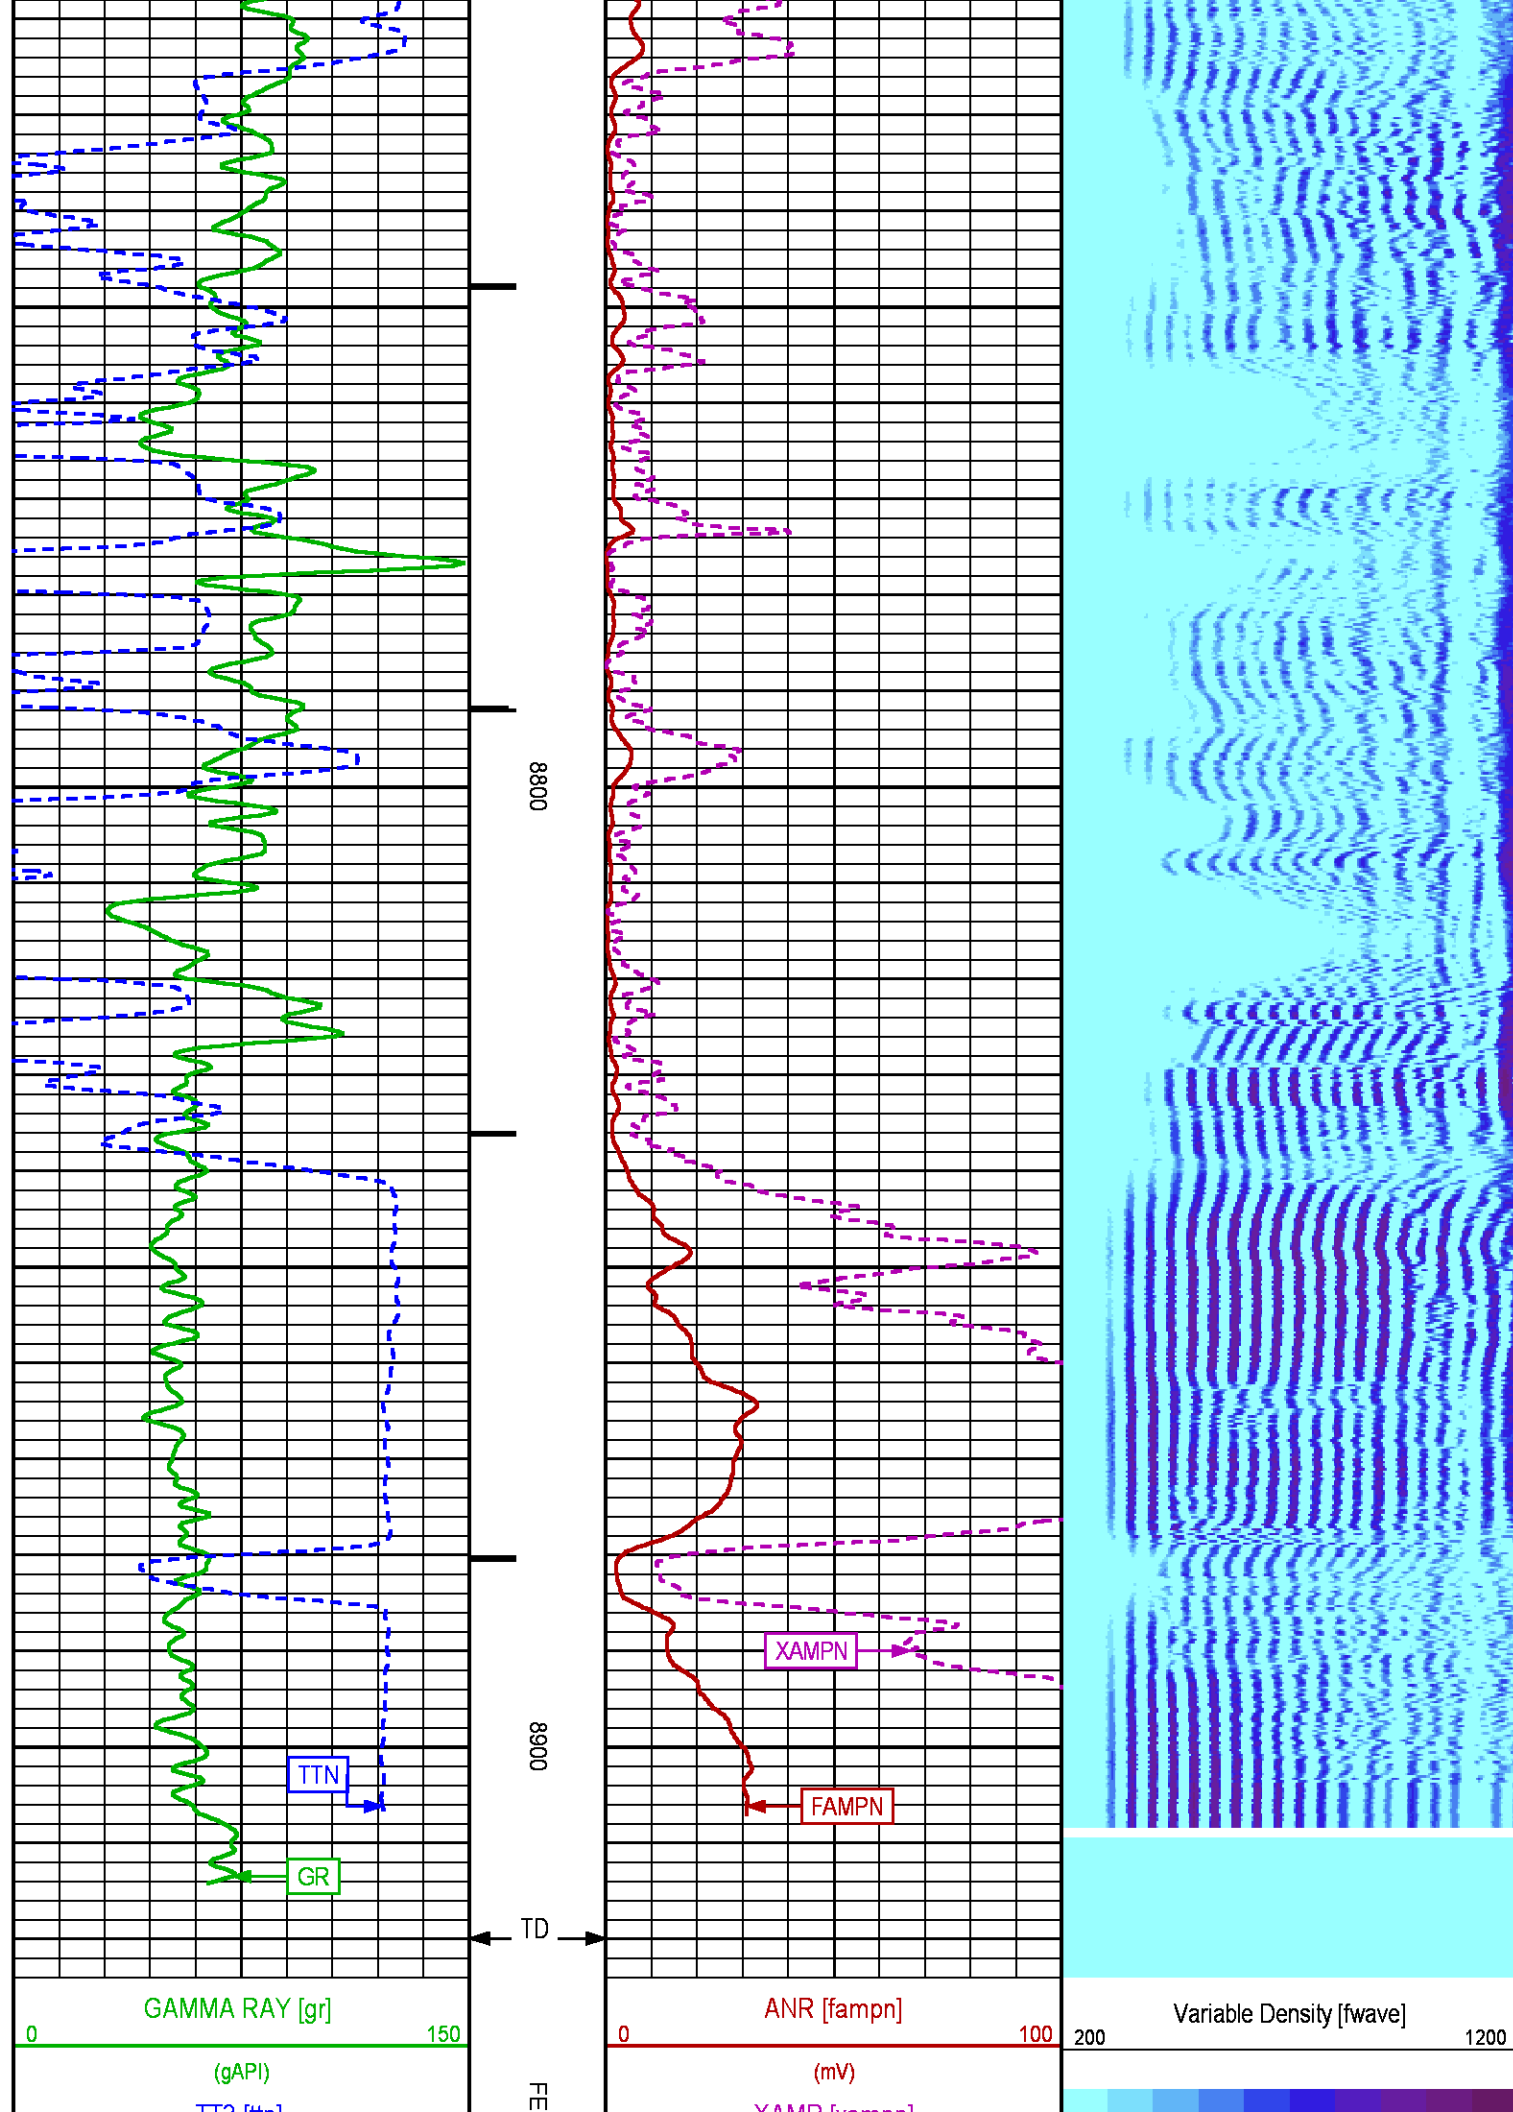 8800
XAMPN
8900
TTN
FAMPN
GR
TD
GAMMA RAY [gr]
0 150
(gAPI)
ANR [fampn]
0 100
(mV)
Variable Density [fwave]
200 1200
FE